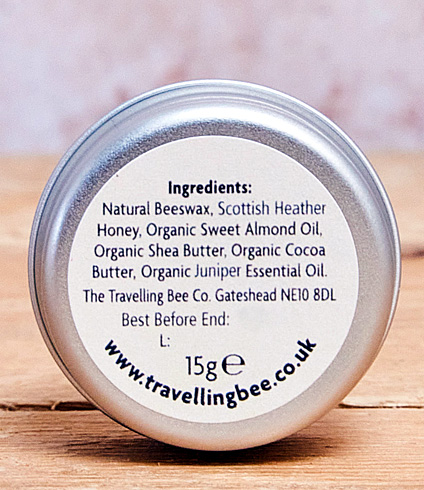 Ingredients:
Natural Beeswax, Scottish Heather
Honey, Organic Sweet Almond Oil,
Organic Shea Butter, Organic Cocoa
Butter, Organic Juniper Essential Oil.
The Travelling Bee Co. Gateshead NE10 8DL
Best Before End:
L:
15g ℮
www.travellingbee.co.uk